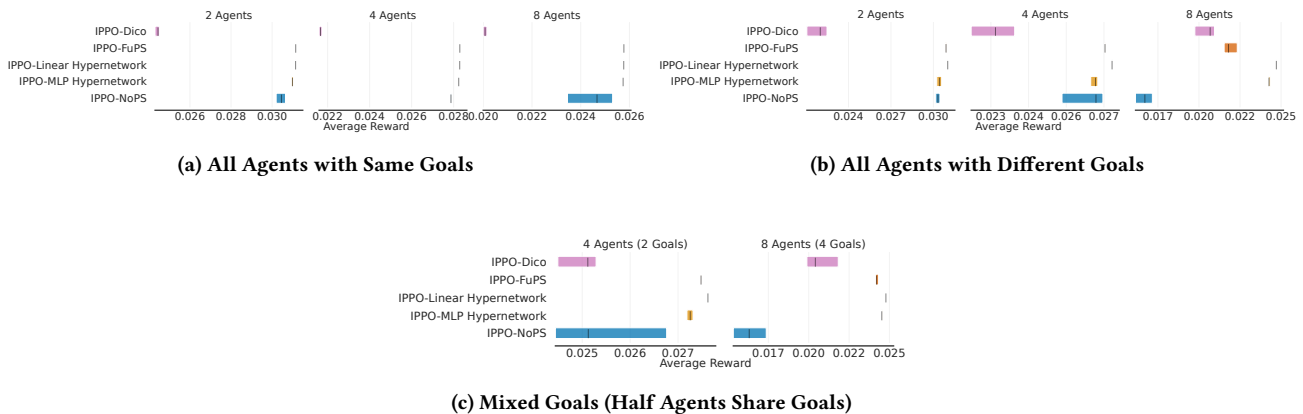 2 Agents 4 Agents 8 Agents
IPPO-Dico
IPPO-FuPS
IPPO-Linear Hypernetwork
IPPO-MLP Hypernetwork
IPPO-NoPS
0.026 0.028 0.030 0.022 0.024 0.026 0.028 0.020 0.022 0.024 0.026
Average Reward
(a) All Agents with Same Goals
2 Agents 4 Agents 8 Agents
IPPO-Dico
IPPO-FuPS
IPPO-Linear Hypernetwork
IPPO-MLP Hypernetwork
IPPO-NoPS
0.024 0.027 0.030 0.023 0.024 0.026 0.027 0.017 0.020 0.022 0.025
Average Reward
(b) All Agents with Different Goals
4 Agents (2 Goals) 8 Agents (4 Goals)
IPPO-Dico
IPPO-FuPS
IPPO-Linear Hypernetwork
IPPO-MLP Hypernetwork
IPPO-NoPS
0.025 0.026 0.027 0.017 0.020 0.022 0.025
Average Reward
(c) Mixed Goals (Half Agents Share Goals)